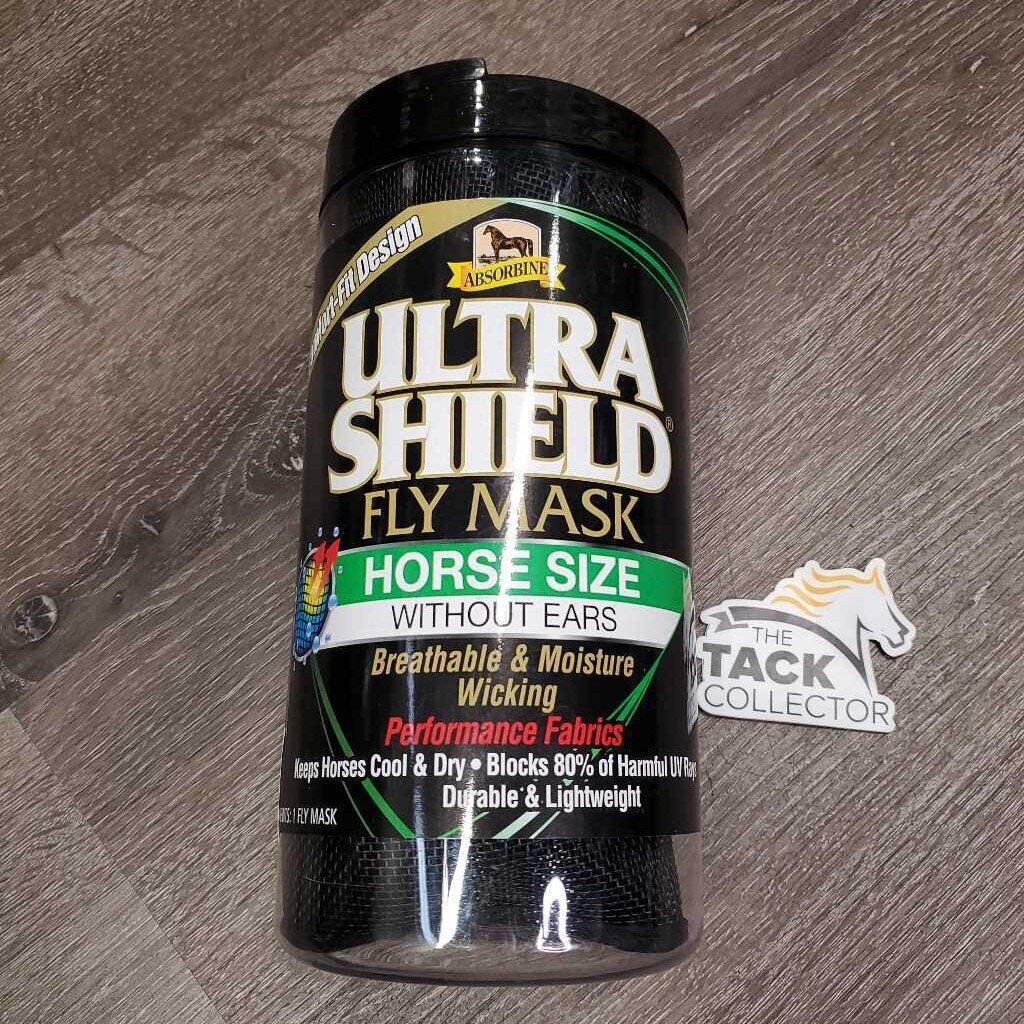 Fit Design
ABSORBINE
ULTRA
SHIELD®
FLY MASK
HORSE SIZE
WITHOUT EARS
Breathable & Moisture
Wicking
Performance Fabrics
Keeps Horses Cool & Dry • Blocks 80% of Harmful UV Rays
Durable & Lightweight
1 FLY MASK
THE
TACK
COLLECTOR